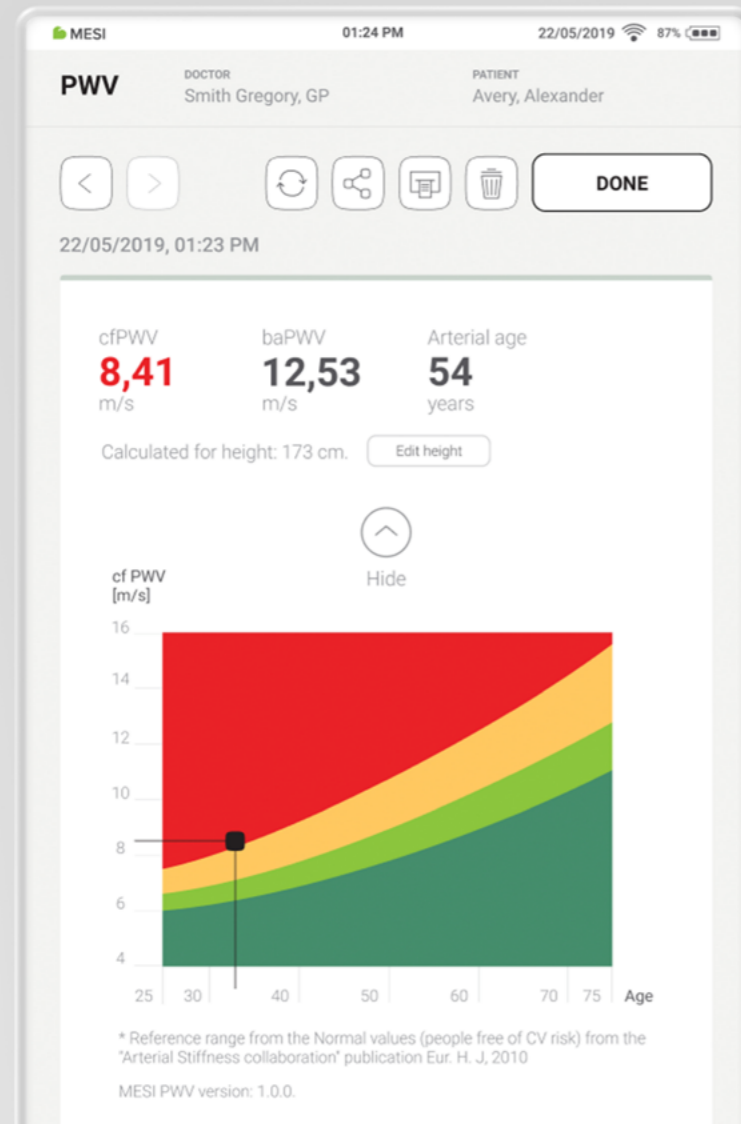 MESI 01:24 PM 22/05/2019 87%
PWV DOCTOR PATIENT
Smith Gregory, GP Avery, Alexander
DONE
22/05/2019, 01:23 PM
cfPWV baPWV Arterial age
8,41 12,53 54
m/s m/s years
Calculated for height: 173 cm. Edit height
Hide
cf PWV
[m/s]
16
14
12
10
8
6
4
25 30 40 50 60 70 75 Age
* Reference range from the Normal values (people free of CV risk) from the
"Arterial Stiffness collaboration" publication Eur. H. J, 2010
MESI PWV version: 1.0.0.